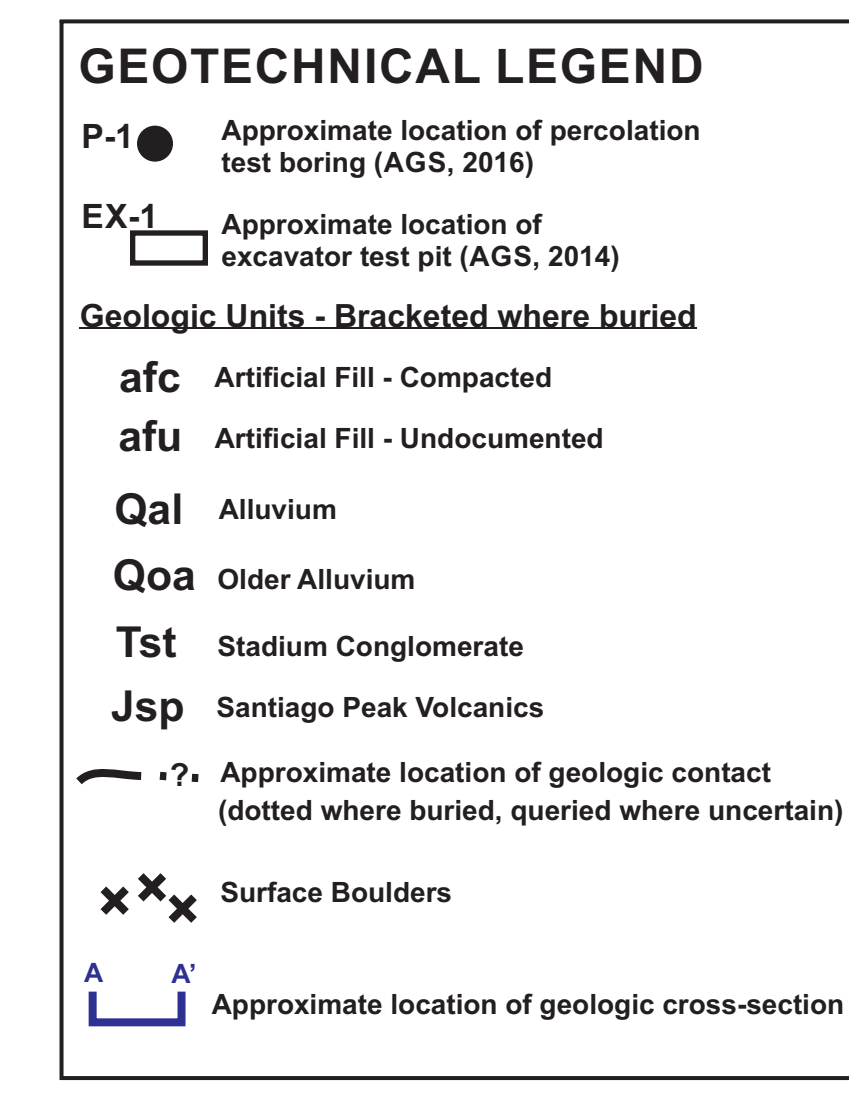 GEOTECHNICAL LEGEND
P-1 Approximate location of percolation
test boring (AGS, 2016)
EX-1 Approximate location of
excavator test pit (AGS, 2014)
Geologic Units - Bracketed where buried
afc Artificial Fill - Compacted
afu Artificial Fill - Undocumented
Qal Alluvium
Qoa Older Alluvium
Tst Stadium Conglomerate
Jsp Santiago Peak Volcanics
? Approximate location of geologic contact
(dotted where buried, queried where uncertain)
Surface Boulders
A A’
Approximate location of geologic cross-section